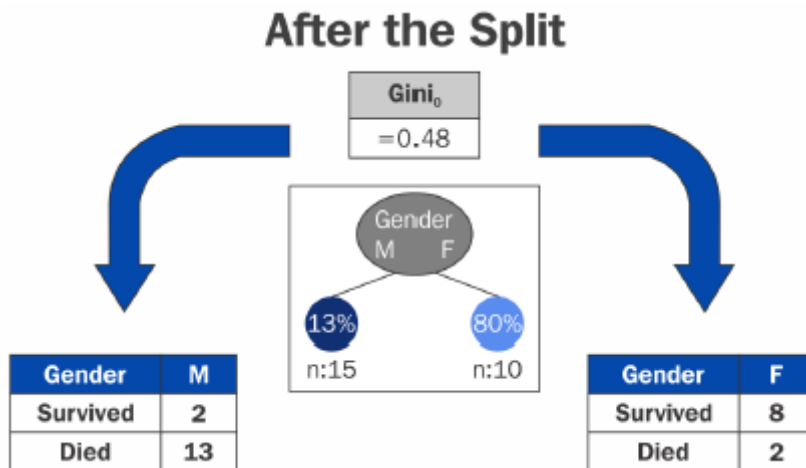 After the Split
Gini₀
=0.48
Gender
M F
13% 80%
n:15 n:10
Gender M
Survived 2
Died 13
Gender F
Survived 8
Died 2